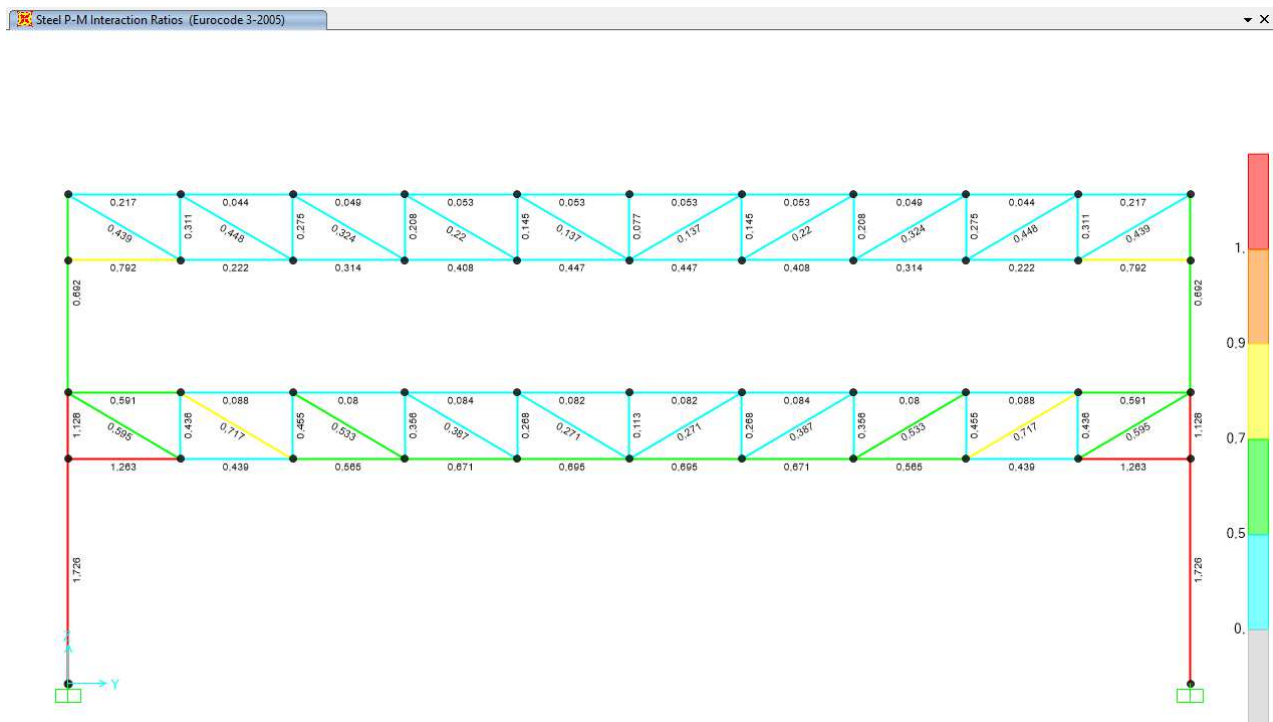 Steel P-M Interaction Ratios (Eurocode 3-2005)
0,217 0,044 0,049 0,053 0,053 0,053 0,053 0,049 0,044 0,217
0,439 0,311 0,448 0,275 0,324 0,208 0,22 0,145 0,137 0,077 0,137 0,145 0,22 0,208 0,324 0,275 0,448 0,311 0,439
1,
0,792 0,222 0,314 0,408 0,447 0,447 0,408 0,314 0,222 0,792
0,692 0,692
0,9
0,591 0,088 0,08 0,084 0,082 0,082 0,084 0,08 0,088 0,591
1,128 0,595 0,436 0,717 0,455 0,533 0,356 0,387 0,268 0,271 0,113 0,271 0,268 0,387 0,356 0,533 0,455 0,717 0,436 0,595 1,128
0,7
1,263 0,439 0,565 0,671 0,695 0,695 0,671 0,565 0,439 1,263
0,5
1,726 1,726
0,
Z
Y